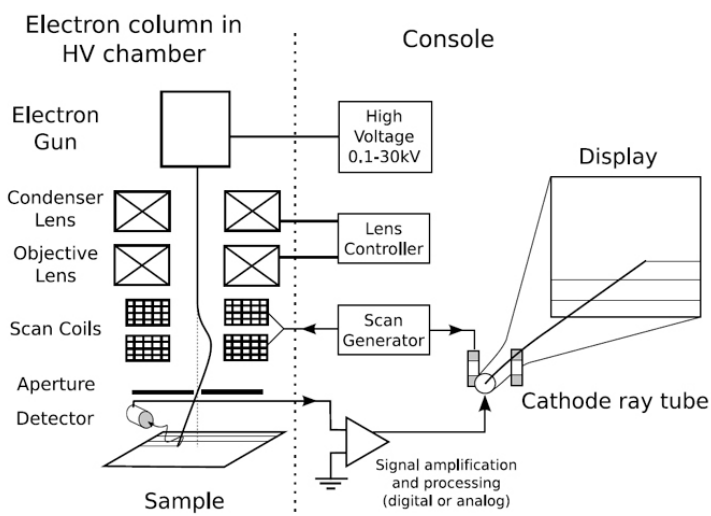 Electron column in
HV chamber
Console
Electron
Gun
High
Voltage
0.1-30kV
Display
Condenser
Lens
Lens
Controller
Objective
Lens
Scan Coils
Scan
Generator
Aperture
Detector
Cathode ray tube
Signal amplification
and processing
(digital or analog)
Sample